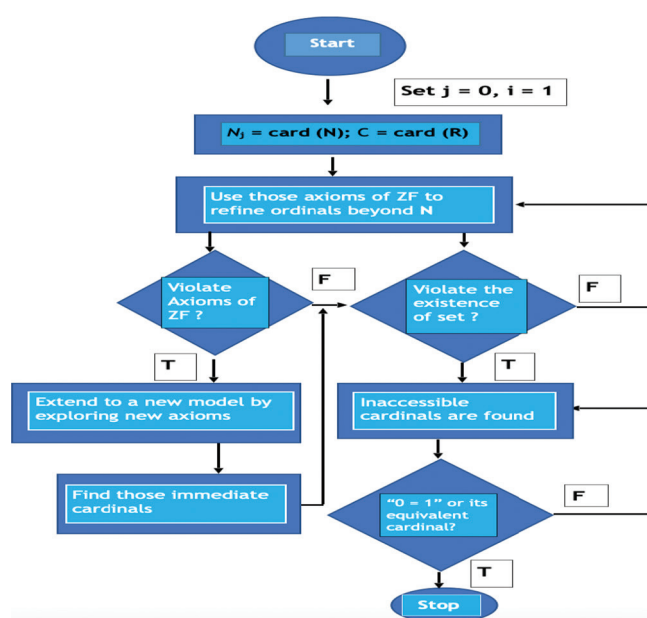 Start
Set j = 0, i = 1
Nj = card (N); C = card (R)
Use those axioms of ZF to
refine ordinals beyond N
Violate
Axioms of
ZF ?
F
Violate the
existence
of set ?
F
T
T
Extend to a new model by
exploring new axioms
Inaccessible
cardinals are found
Find those immediate
cardinals
"0 = 1" or its
equivalent
cardinal?
F
T
Stop